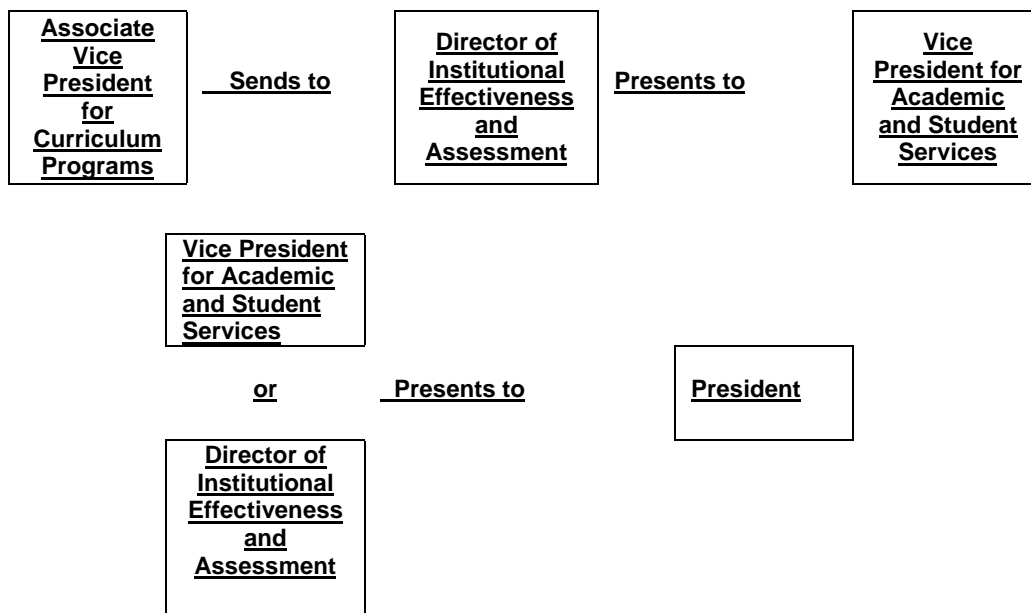 Associate
Vice
President
for
Curriculum
Programs
Sends to
Director of
Institutional
Effectiveness
and
Assessment
Presents to
Vice
President for
Academic
and Student
Services
Vice President
for Academic
and Student
Services
or
Presents to
President
Director of
Institutional
Effectiveness
and
Assessment